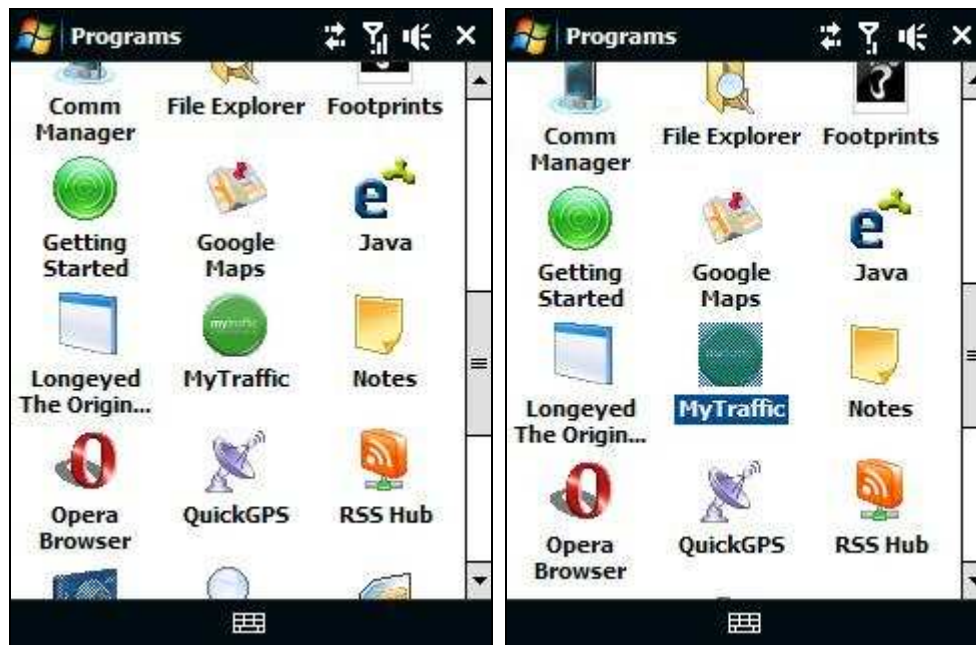 Programs
Comm Manager
File Explorer
Footprints
Getting Started
Google Maps
Java
mytraffic
Longeyed The Origin...
MyTraffic
Notes
Opera Browser
QuickGPS
RSS Hub
Programs
Comm Manager
File Explorer
Footprints
Getting Started
Google Maps
Java
Longeyed The Origin...
MyTraffic
Notes
Opera Browser
QuickGPS
RSS Hub